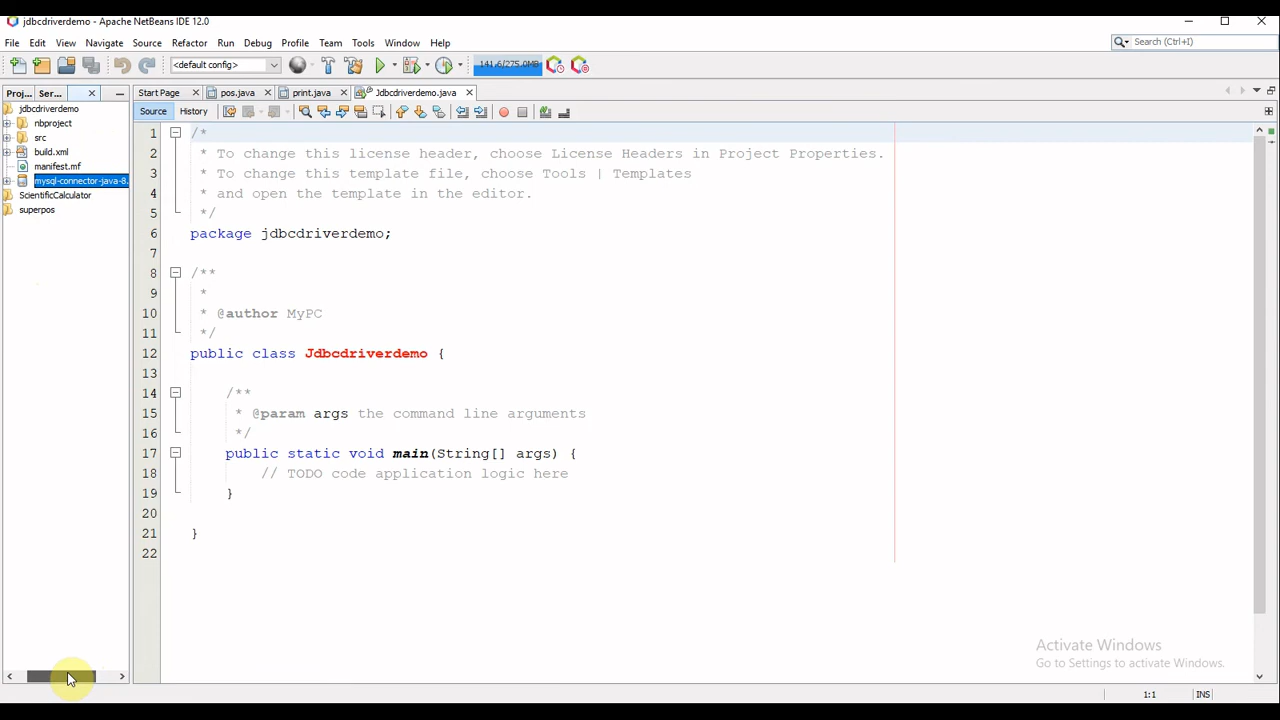 jdbcdriverdemo - Apache NetBeans IDE 12.0
File Edit View Navigate Source Refactor Run Debug Profile Team Tools Window Help
Search (Ctrl+I)
<default config>
141.6/275.0MB
Proj... Ser...
Start Page pos.java print.java Jdbcdriverdemo.java
Source History
jdbcdriverdemo
nbproject
src
build.xml
manifest.mf
mysql-connector-java-8.
ScientificCalculator
superpos
1 /*
2 * To change this license header, choose License Headers in Project Properties.
3 * To change this template file, choose Tools | Templates
4 * and open the template in the editor.
5 */
6 package jdbcdriverdemo;
7
8 /**
9 *
10 * @author MyPC
11 */
12 public class Jdbcdriverdemo {
13
14 /**
15 * @param args the command line arguments
16 */
17 public static void main(String[] args) {
18 // TODO code application logic here
19 }
20
21 }
22
Activate Windows
Go to Settings to activate Windows.
1:1 INS